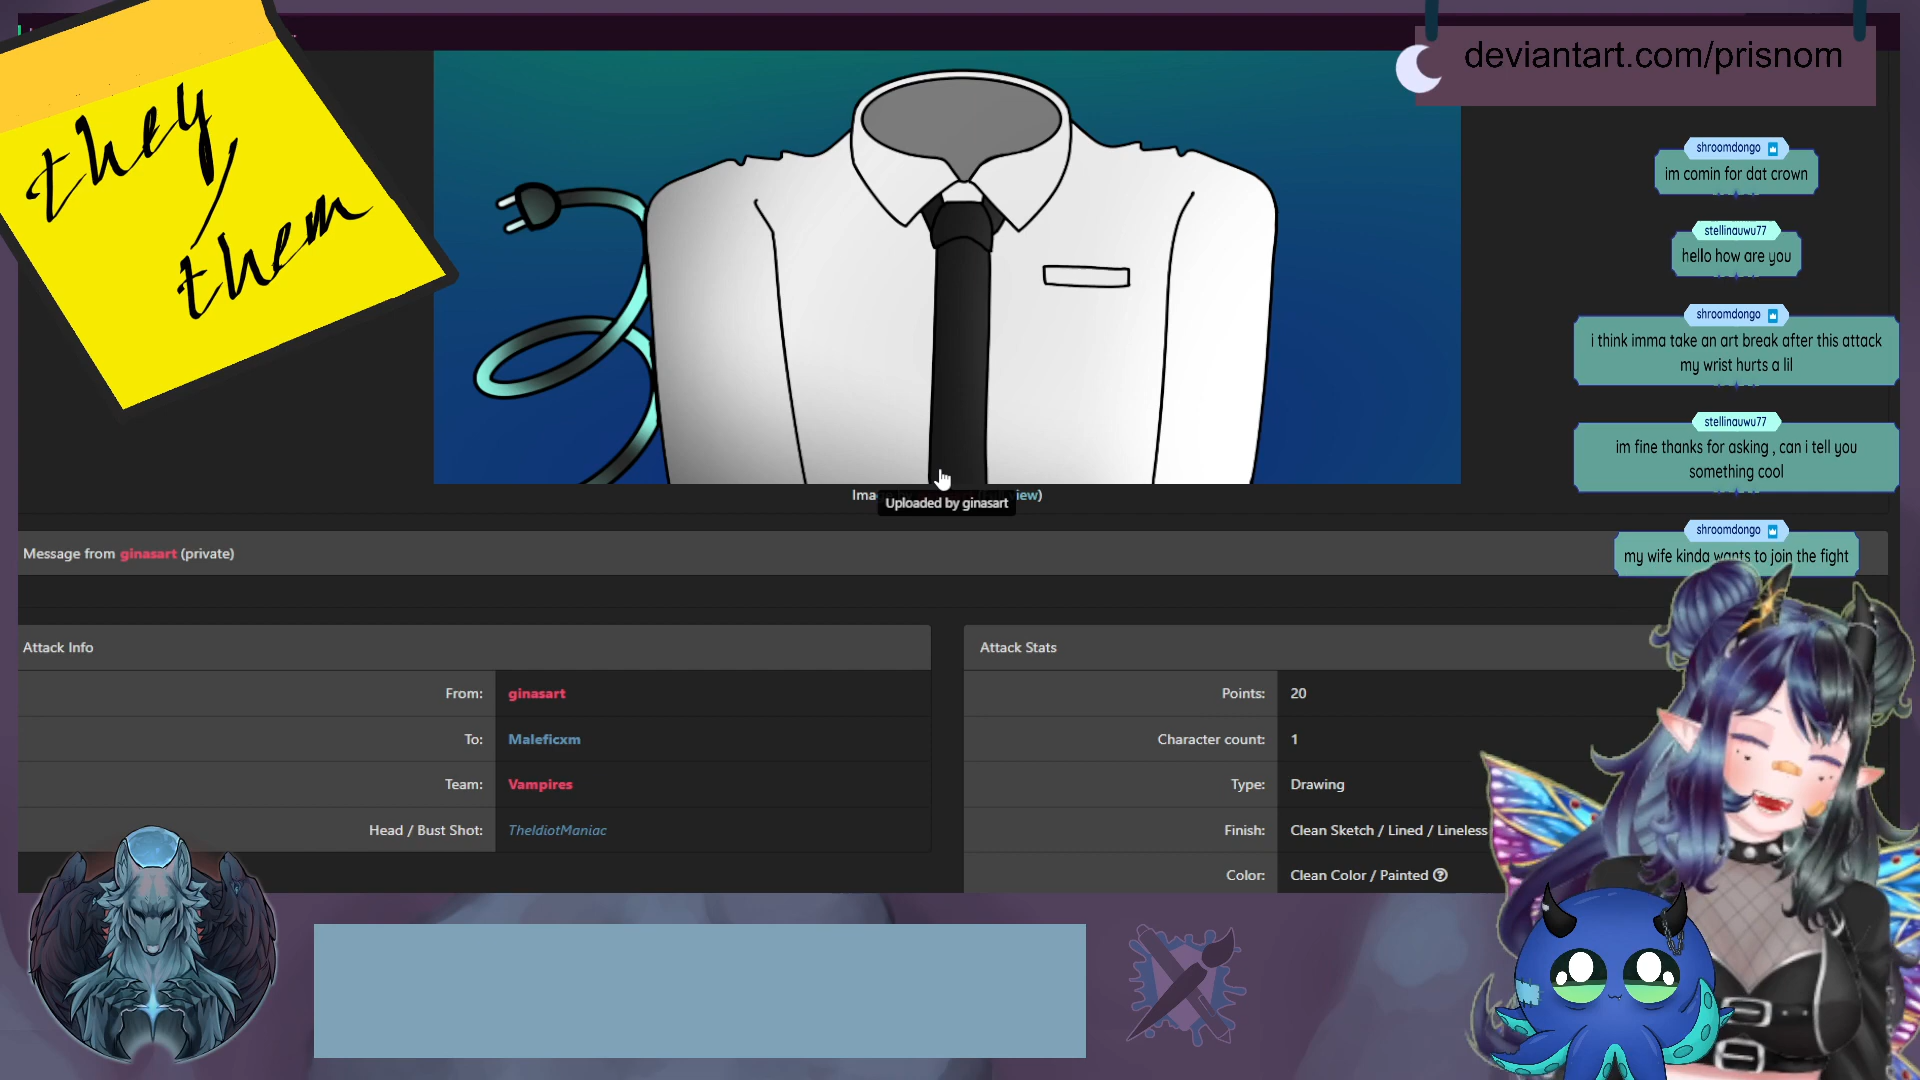 they
/
them
deviantart.com/prisnom
shroomdongo
im comin for dat crown
stellinauwu77
hello how are you
shroomdongo
i think imma take an art break after this attack
my wrist hurts a lil
stellinauwu77
im fine thanks for asking , can i tell you
something cool
shroomdongo
my wife kinda wants to join the fight
Uploaded by ginasart
Message from ginasart (private)
Attack Info
From: ginasart
To: Maleficxm
Team: Vampires
Head / Bust Shot: TheIdiotManiac
Attack Stats
Points: 20
Character count: 1
Type: Drawing
Finish: Clean Sketch / Lined / Lineless
Color: Clean Color / Painted